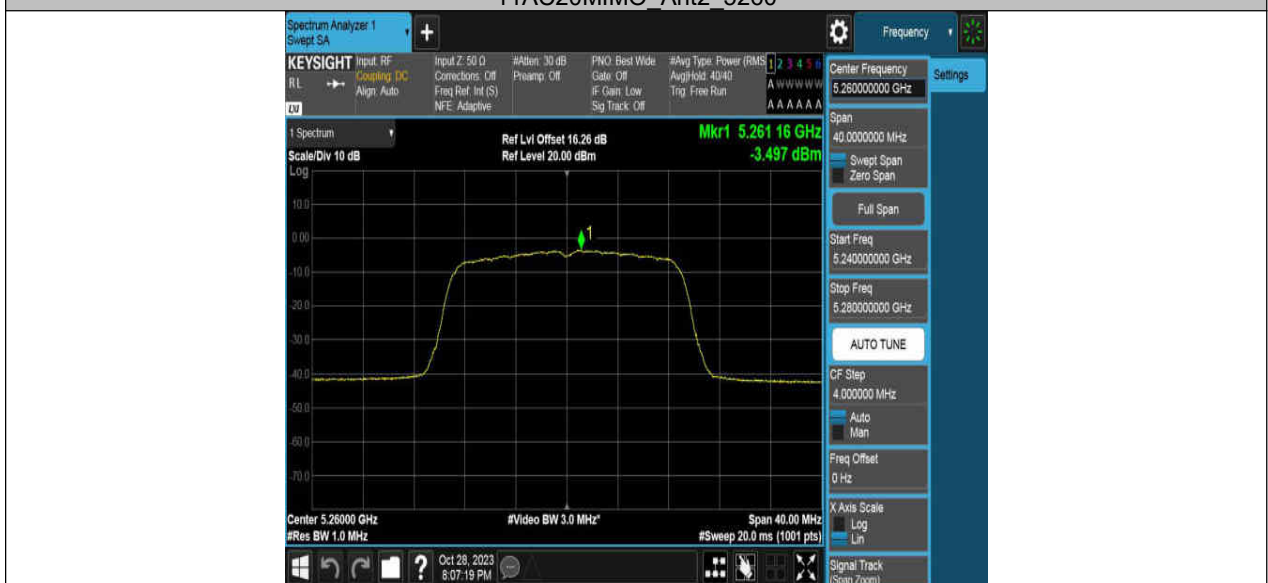 11AC20MIMO_Ant2_5260
Spectrum Analyzer 1
Swept SA
Frequency
KEYSIGHT
RL
LXI
Input: RF
Coupling: DC
Align: Auto
Input Z: 50 Ω
Corrections: Off
Freq Ref: Int (S)
NFE: Adaptive
#Atten: 30 dB
Preamp: Off
PNO: Best Wide
Gate: Off
IF Gain: Low
Sig Track: Off
#Avg Type: Power (RMS
Avg|Hold: 40/40
Trig: Free Run
1 2 3 4 5 6
A W W W W W
A A A A A A
Center Frequency
5.260000000 GHz
Settings
1 Spectrum
Scale/Div 10 dB
Log
Ref Lvl Offset 16.26 dB
Ref Level 20.00 dBm
Mkr1 5.261 16 GHz
-3.497 dBm
Span
40.0000000 MHz
Swept Span
Zero Span
Full Span
Start Freq
5.240000000 GHz
Stop Freq
5.280000000 GHz
AUTO TUNE
CF Step
4.000000 MHz
Auto
Man
Freq Offset
0 Hz
X Axis Scale
Log
Lin
Signal Track
(Span Zoom)
10.0
0.00
-10.0
-20.0
-30.0
-40.0
-50.0
-60.0
-70.0
1
Center 5.26000 GHz
#Res BW 1.0 MHz
#Video BW 3.0 MHz*
Span 40.00 MHz
#Sweep 20.0 ms (1001 pts)
?
Oct 28, 2023
8:07:19 PM